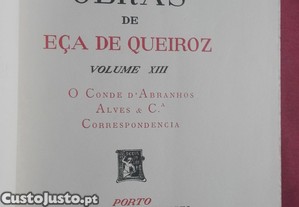 OBRAS
DE
EÇA DE QUEIROZ
VOLUME XIII
O CONDE D'ABRANHOS
ALVES & C.ª
CORRESPONDENCIA
PORTO
CustoJusto.pt